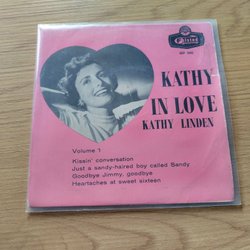 Felsted
KATHY
IN LOVE
KATHY LINDEN
Volume 1
Kissin' conversation
Just a sandy-haired boy called Sandy
Goodbye Jimmy, goodbye
Heartaches at sweet sixteen